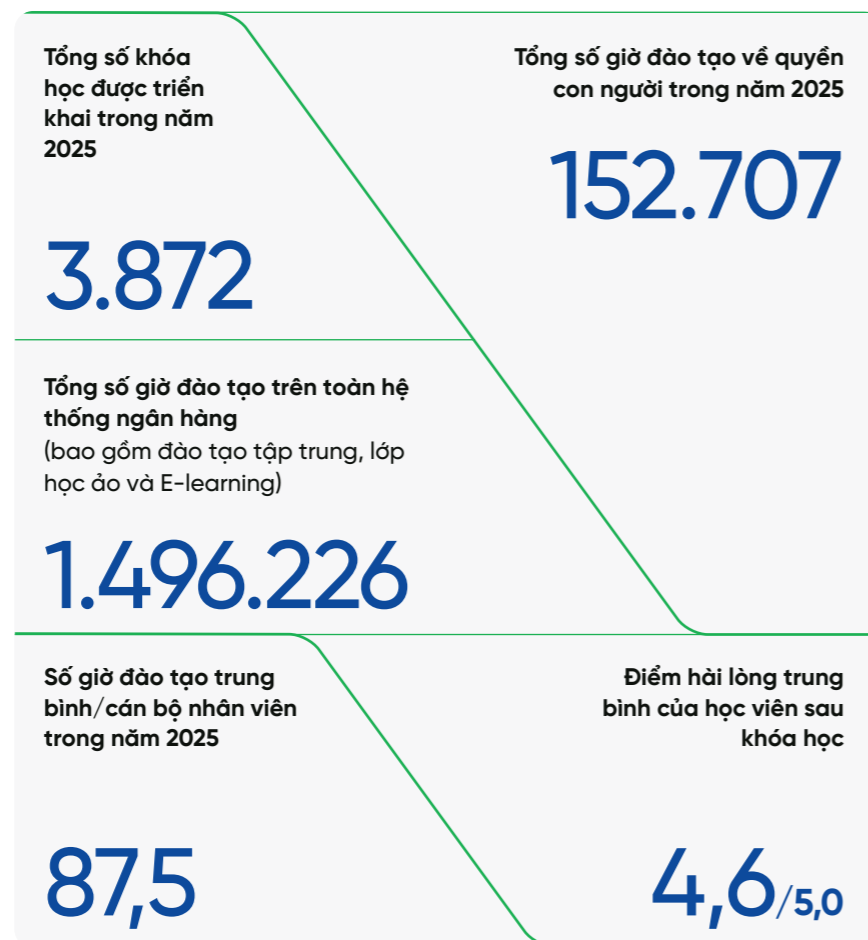 Tổng số khóa
học được triển
khai trong năm
2025
3.872
Tổng số giờ đào tạo về quyền
con người trong năm 2025
152.707
Tổng số giờ đào tạo trên toàn hệ
thống ngân hàng
(bao gồm đào tạo tập trung, lớp
học ảo và E-learning)
1.496.226
Số giờ đào tạo trung
bình/cán bộ nhân viên
trong năm 2025
87,5
Điểm hài lòng trung
bình của học viên sau
khóa học
4,6/5,0